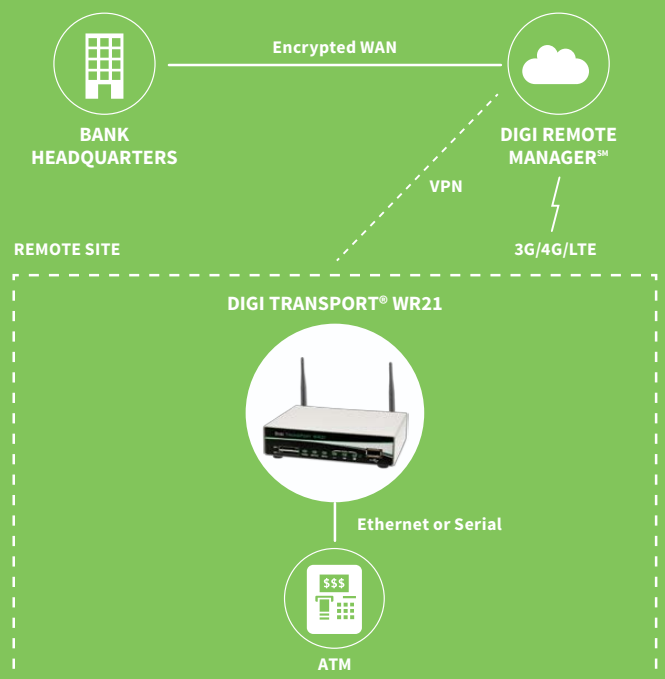 Encrypted WAN
BANK
HEADQUARTERS
DIGI REMOTE
MANAGER℠
VPN
REMOTE SITE
3G/4G/LTE
DIGI TRANSPORT® WR21
Ethernet or Serial
$$$
ATM